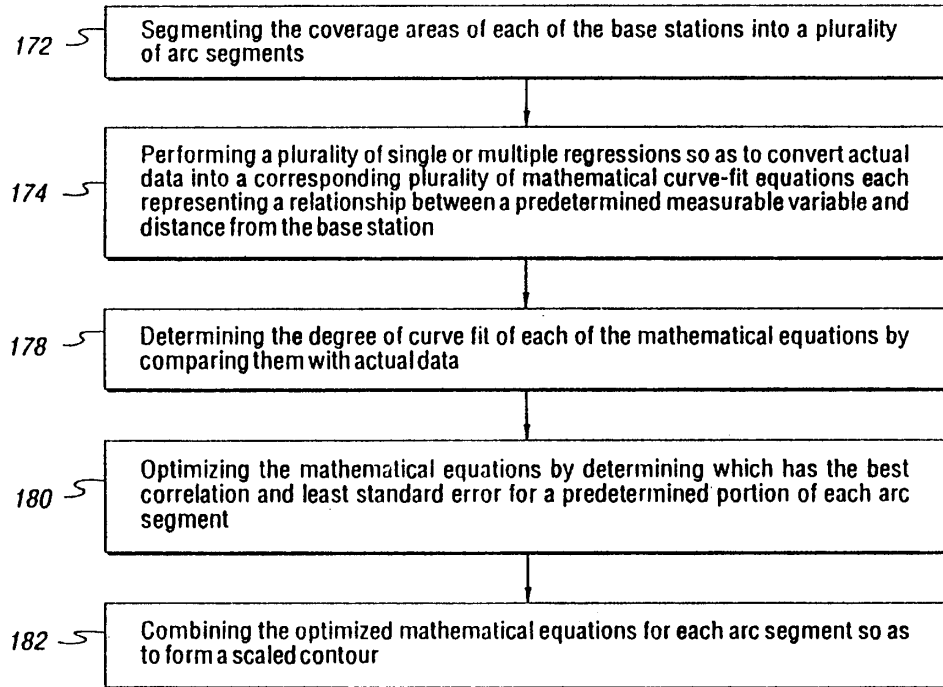 172
Segmenting the coverage areas of each of the base stations into a plurality
of arc segments
174
Performing a plurality of single or multiple regressions so as to convert actual
data into a corresponding plurality of mathematical curve-fit equations each
representing a relationship between a predetermined measurable variable and
distance from the base station
178
Determining the degree of curve fit of each of the mathematical equations by
comparing them with actual data
180
Optimizing the mathematical equations by determining which has the best
correlation and least standard error for a predetermined portion of each arc
segment
182
Combining the optimized mathematical equations for each arc segment so as
to form a scaled contour